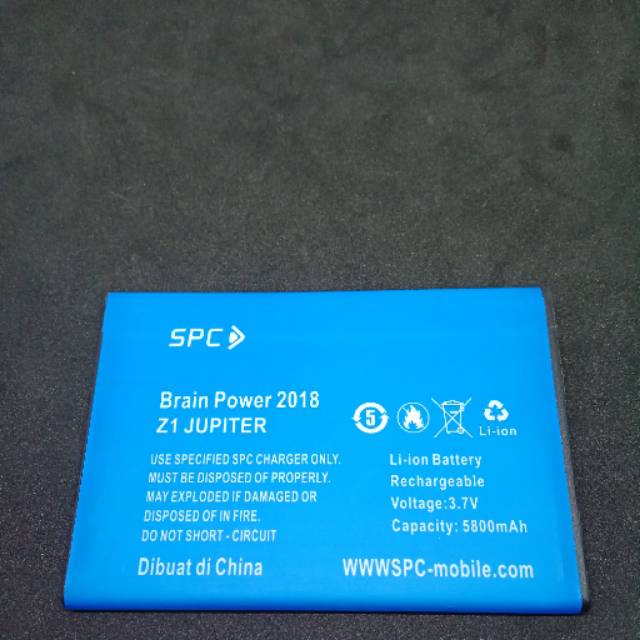 SPC
Brain Power 2018
Z1 JUPITER
5
Li-ion
USE SPECIFIED SPC CHARGER ONLY.
MUST BE DISPOSED OF PROPERLY.
MAY EXPLODED IF DAMAGED OR
DISPOSED OF IN FIRE.
DO NOT SHORT - CIRCUIT
Li-ion Battery
Rechargeable
Voltage:3.7V
Capacity: 5800mAh
Dibuat di China
WWWSPC-mobile.com